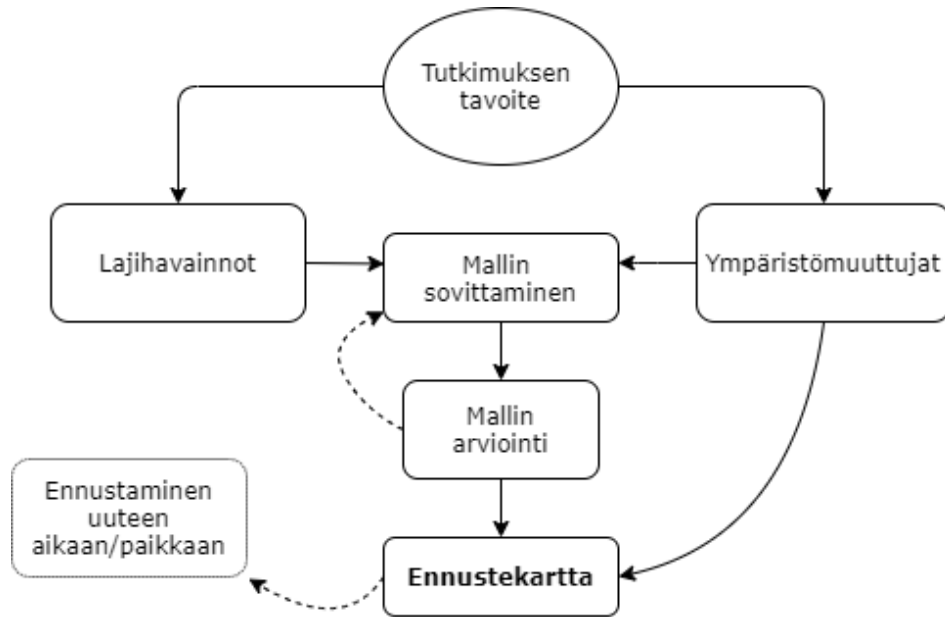 Tutkimuksen
tavoite
Lajihavainnot
Mallin
sovittaminen
Ympäristömuuttujat
Mallin
arviointi
Ennustaminen
uuteen
aikaan/paikkaan
Ennustekartta